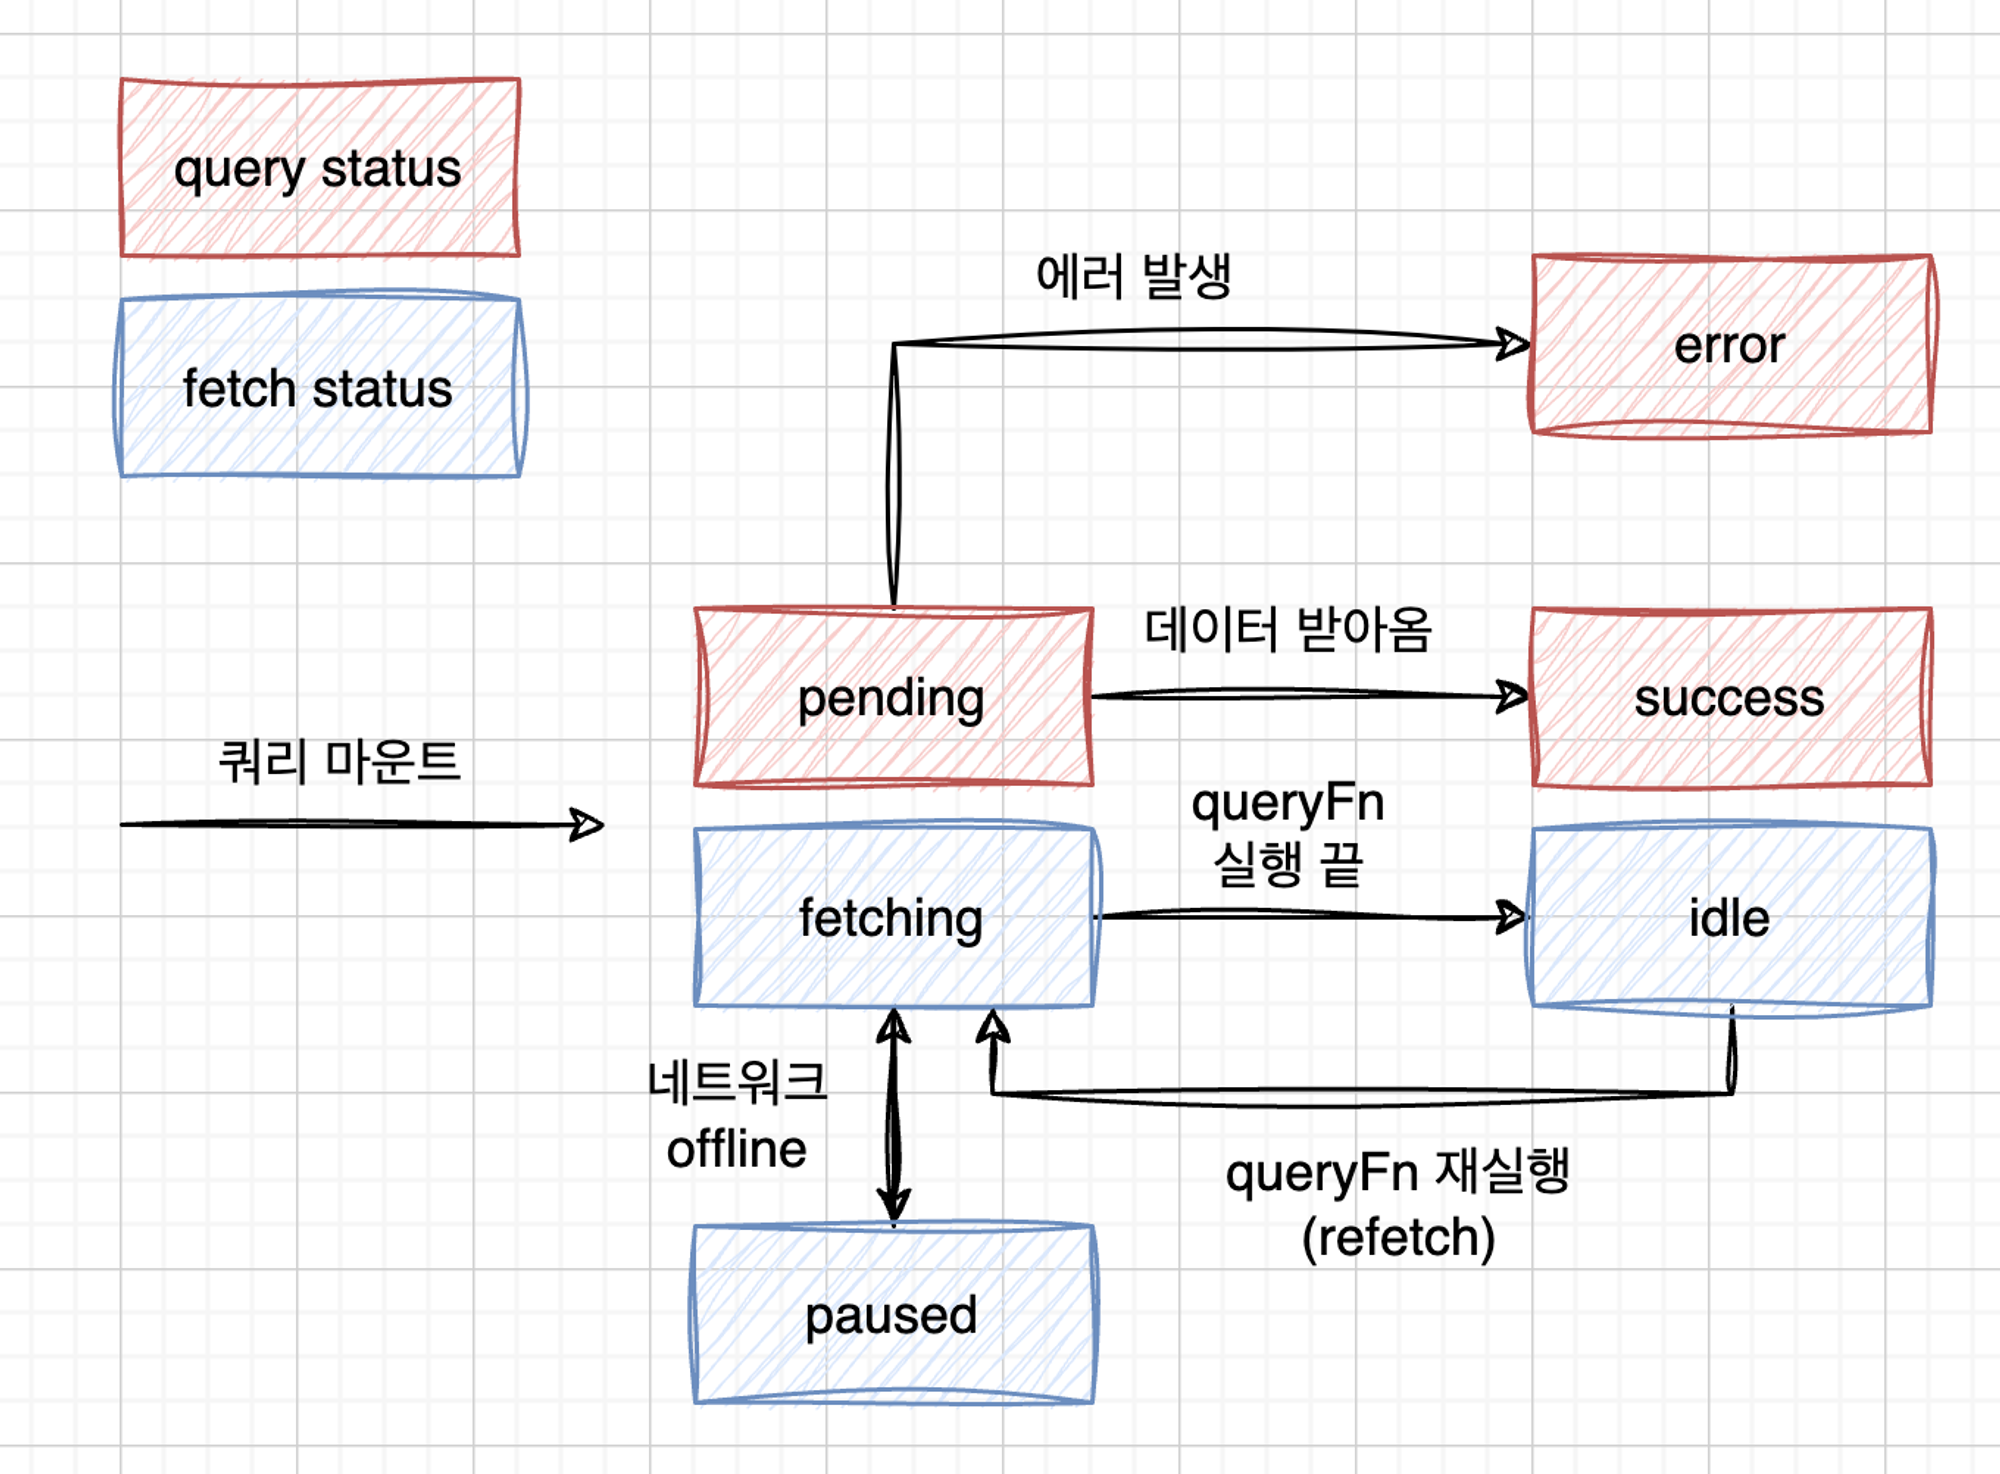 query status
fetch status
에러 발생
error
pending
데이터 받아옴
success
쿼리 마운트
fetching
queryFn
실행 끝
idle
네트워크
offline
queryFn 재실행
(refetch)
paused